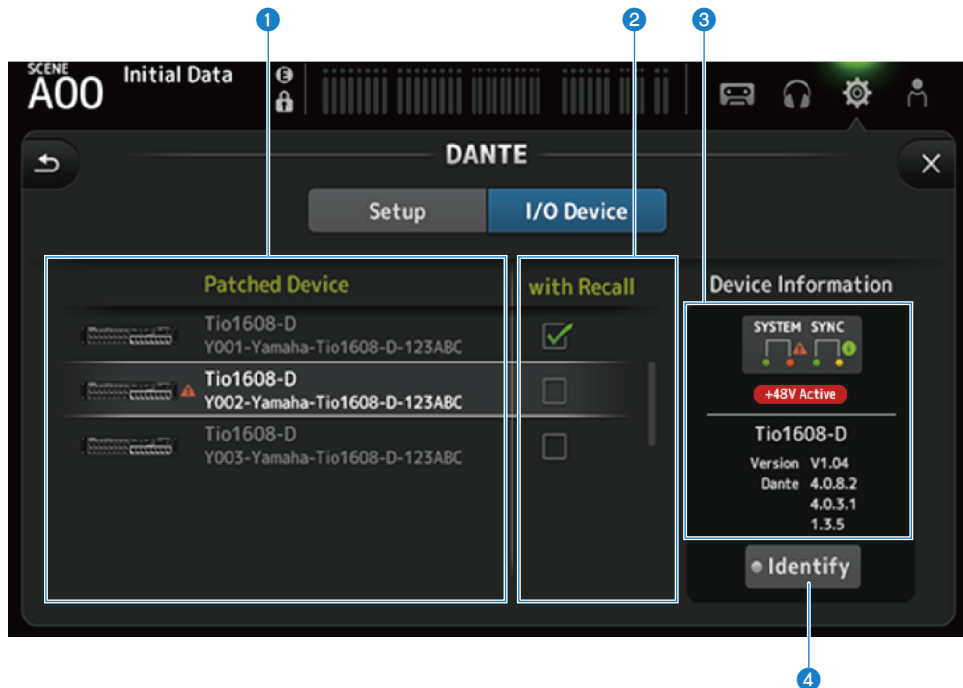 1
2
3
SCENE
A00
Initial Data
E
DANTE
Setup
I/O Device
Patched Device
with Recall
Device Information
Tio1608-D
Y001-Yamaha-Tio1608-D-123ABC
Tio1608-D
Y002-Yamaha-Tio1608-D-123ABC
Tio1608-D
Y003-Yamaha-Tio1608-D-123ABC
SYSTEM SYNC
+48V Active
Tio1608-D
Version V1.04
Dante 4.0.8.2
4.0.3.1
1.3.5
Identify
4